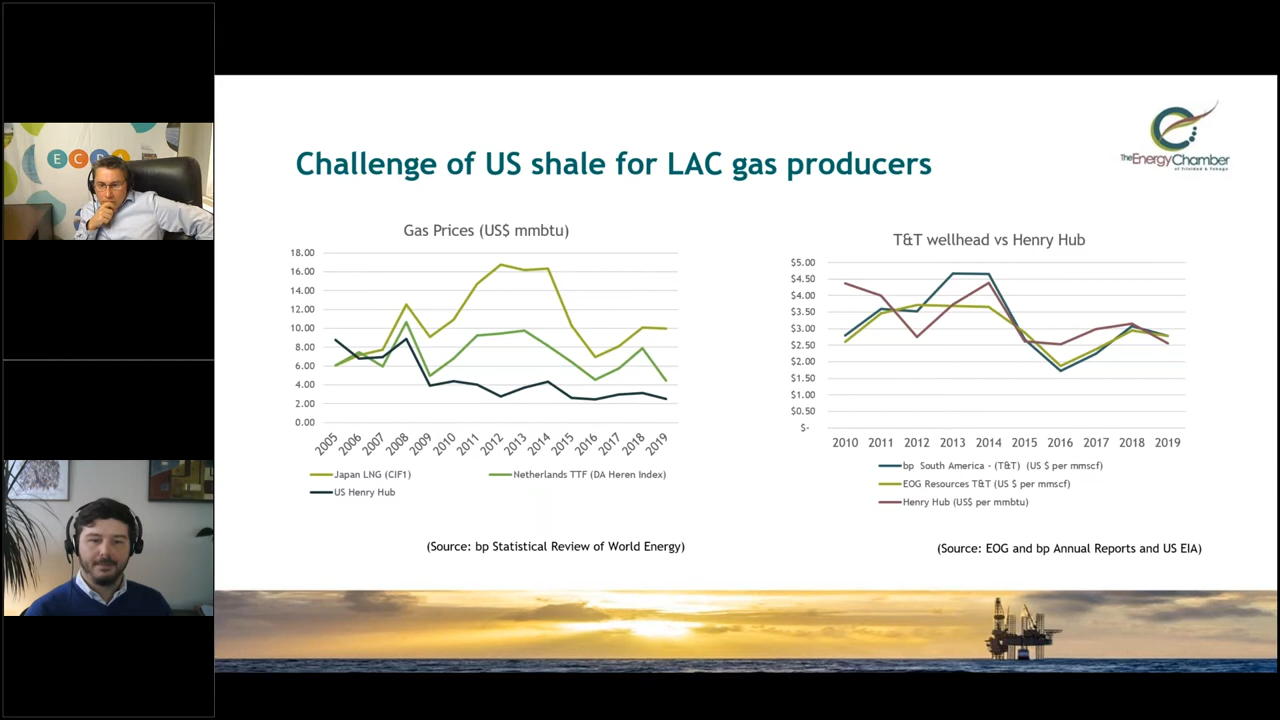 E C P A
Challenge of US shale for LAC gas producers
The EnergyChamber
of Trinidad & Tobago
Gas Prices (US$ mmbtu)
18.00
16.00
14.00
12.00
10.00
8.00
6.00
4.00
2.00
0.00
2005 2006 2007 2008 2009 2010 2011 2012 2013 2014 2015 2016 2017 2018 2019
Japan LNG (CIF1) Netherlands TTF (DA Heren Index)
US Henry Hub
(Source: bp Statistical Review of World Energy)
T&T wellhead vs Henry Hub
$5.00
$4.50
$4.00
$3.50
$3.00
$2.50
$2.00
$1.50
$1.00
$0.50
$-
2010 2011 2012 2013 2014 2015 2016 2017 2018 2019
bp South America - (T&T) (US $ per mmscf)
EOG Resources T&T (US $ per mmscf)
Henry Hub (US$ per mmbtu)
(Source: EOG and bp Annual Reports and US EIA)